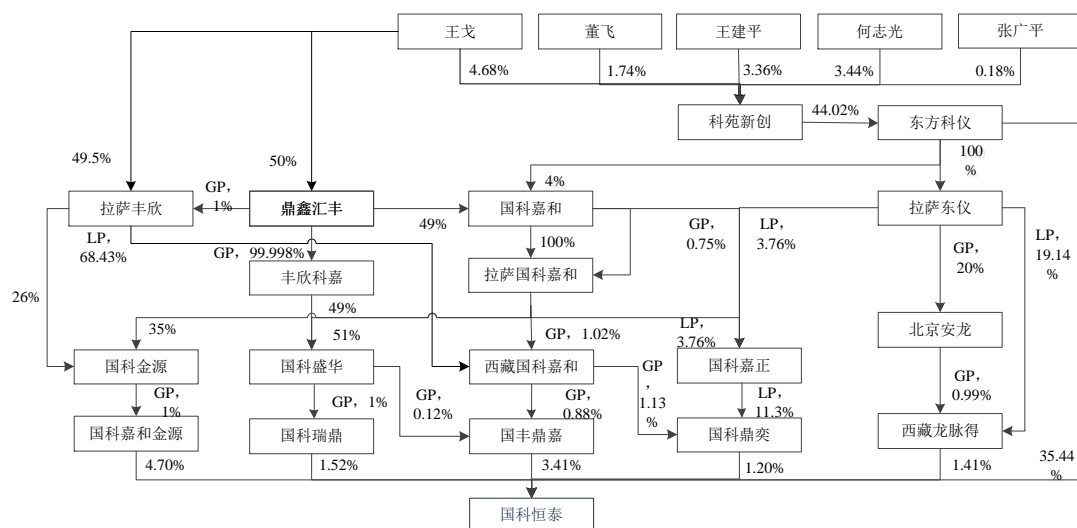 王戈
董飞
王建平
何志光
张广平
4.68%
1.74%
3.36%
3.44%
0.18%
科苑新创
44.02%
东方科仪
49.5%
50%
4%
100
%
拉萨丰欣
GP，
1%
鼎鑫汇丰
49%
国科嘉和
拉萨东仪
LP，
68.43%
GP，
99.998%
100%
GP，
0.75%
LP，
3.76%
GP，
20%
LP，
19.14
%
丰欣科嘉
拉萨国科嘉和
26%
35%
49%
51%
GP，1.02%
LP，
3.76%
北京安龙
国科金源
国科盛华
西藏国科嘉和
国科嘉正
GP，
1%
GP，1%
GP，
0.12%
GP，
0.88%
GP
，
1.13
%
LP，
11.3%
GP，
0.99%
国科嘉和金源
国科瑞鼎
国丰鼎嘉
国科鼎奕
西藏龙脉得
4.70%
1.52%
3.41%
1.20%
1.41%
35.44
%
国科恒泰